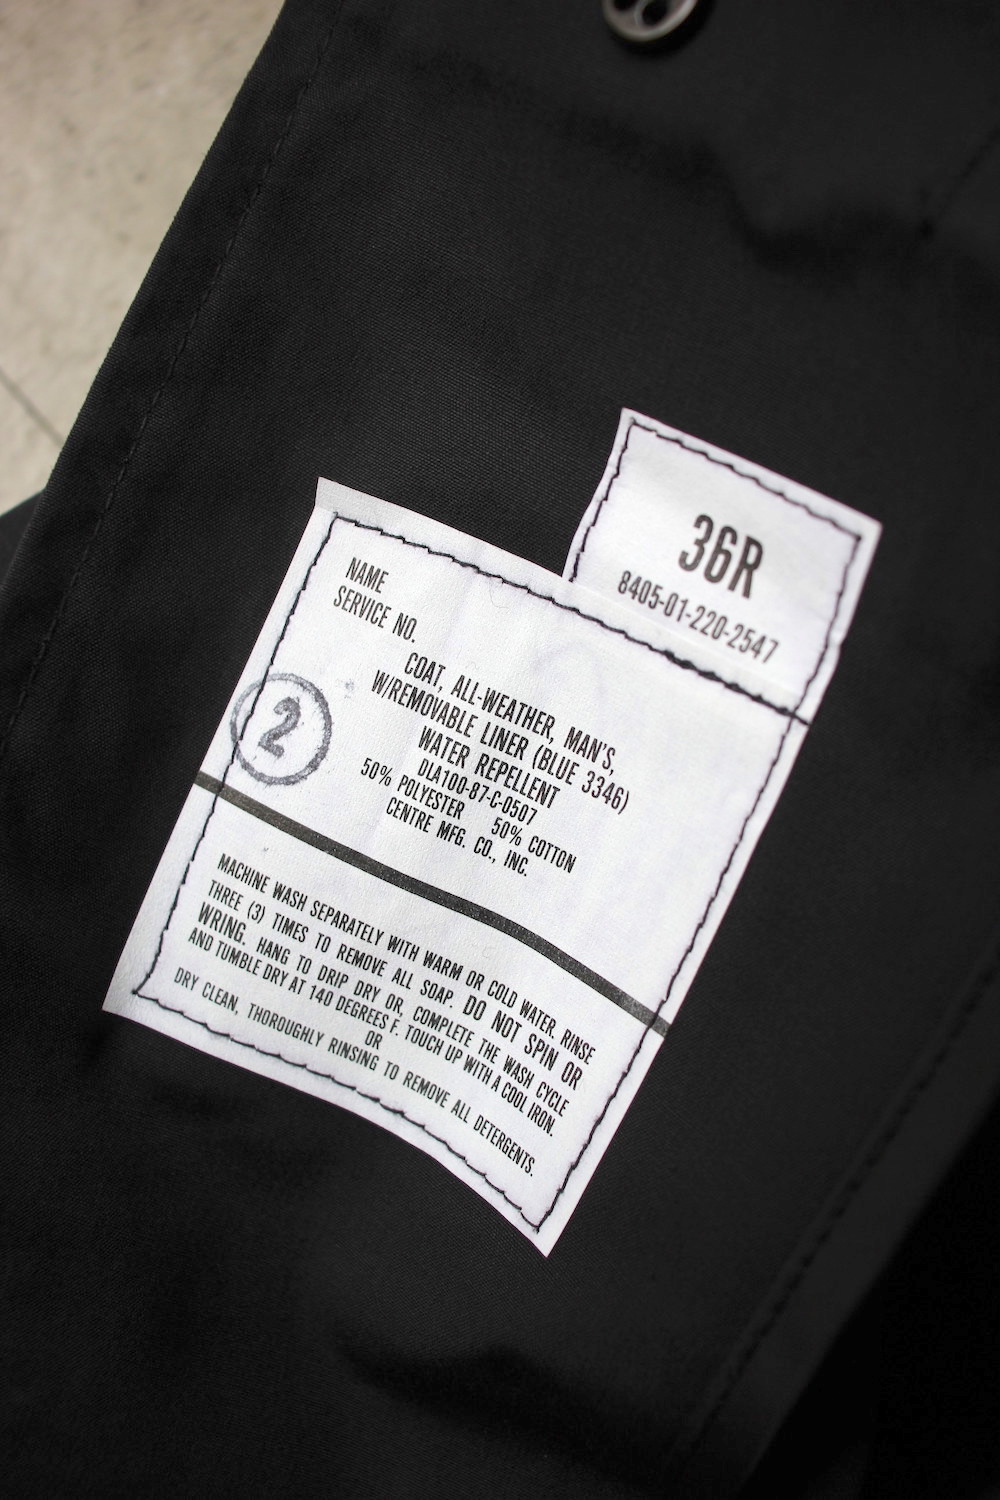 36R
8405-01-220-2547
NAME
SERVICE NO.
COAT, ALL-WEATHER, MAN'S,
W/REMOVABLE LINER (BLUE 3346)
WATER REPELLENT
DLA100-87-C-0507
50% POLYESTER 50% COTTON
CENTRE MFG. CO., INC.
2
MACHINE WASH SEPARATELY WITH WARM OR COLD WATER. RINSE
THREE (3) TIMES TO REMOVE ALL SOAP. DO NOT SPIN OR
WRING. HANG TO DRIP DRY OR, COMPLETE THE WASH CYCLE
AND TUMBLE DRY AT 140 DEGREES F. TOUCH UP WITH A COOL IRON.
OR
DRY CLEAN, THOROUGHLY RINSING TO REMOVE ALL DETERGENTS.